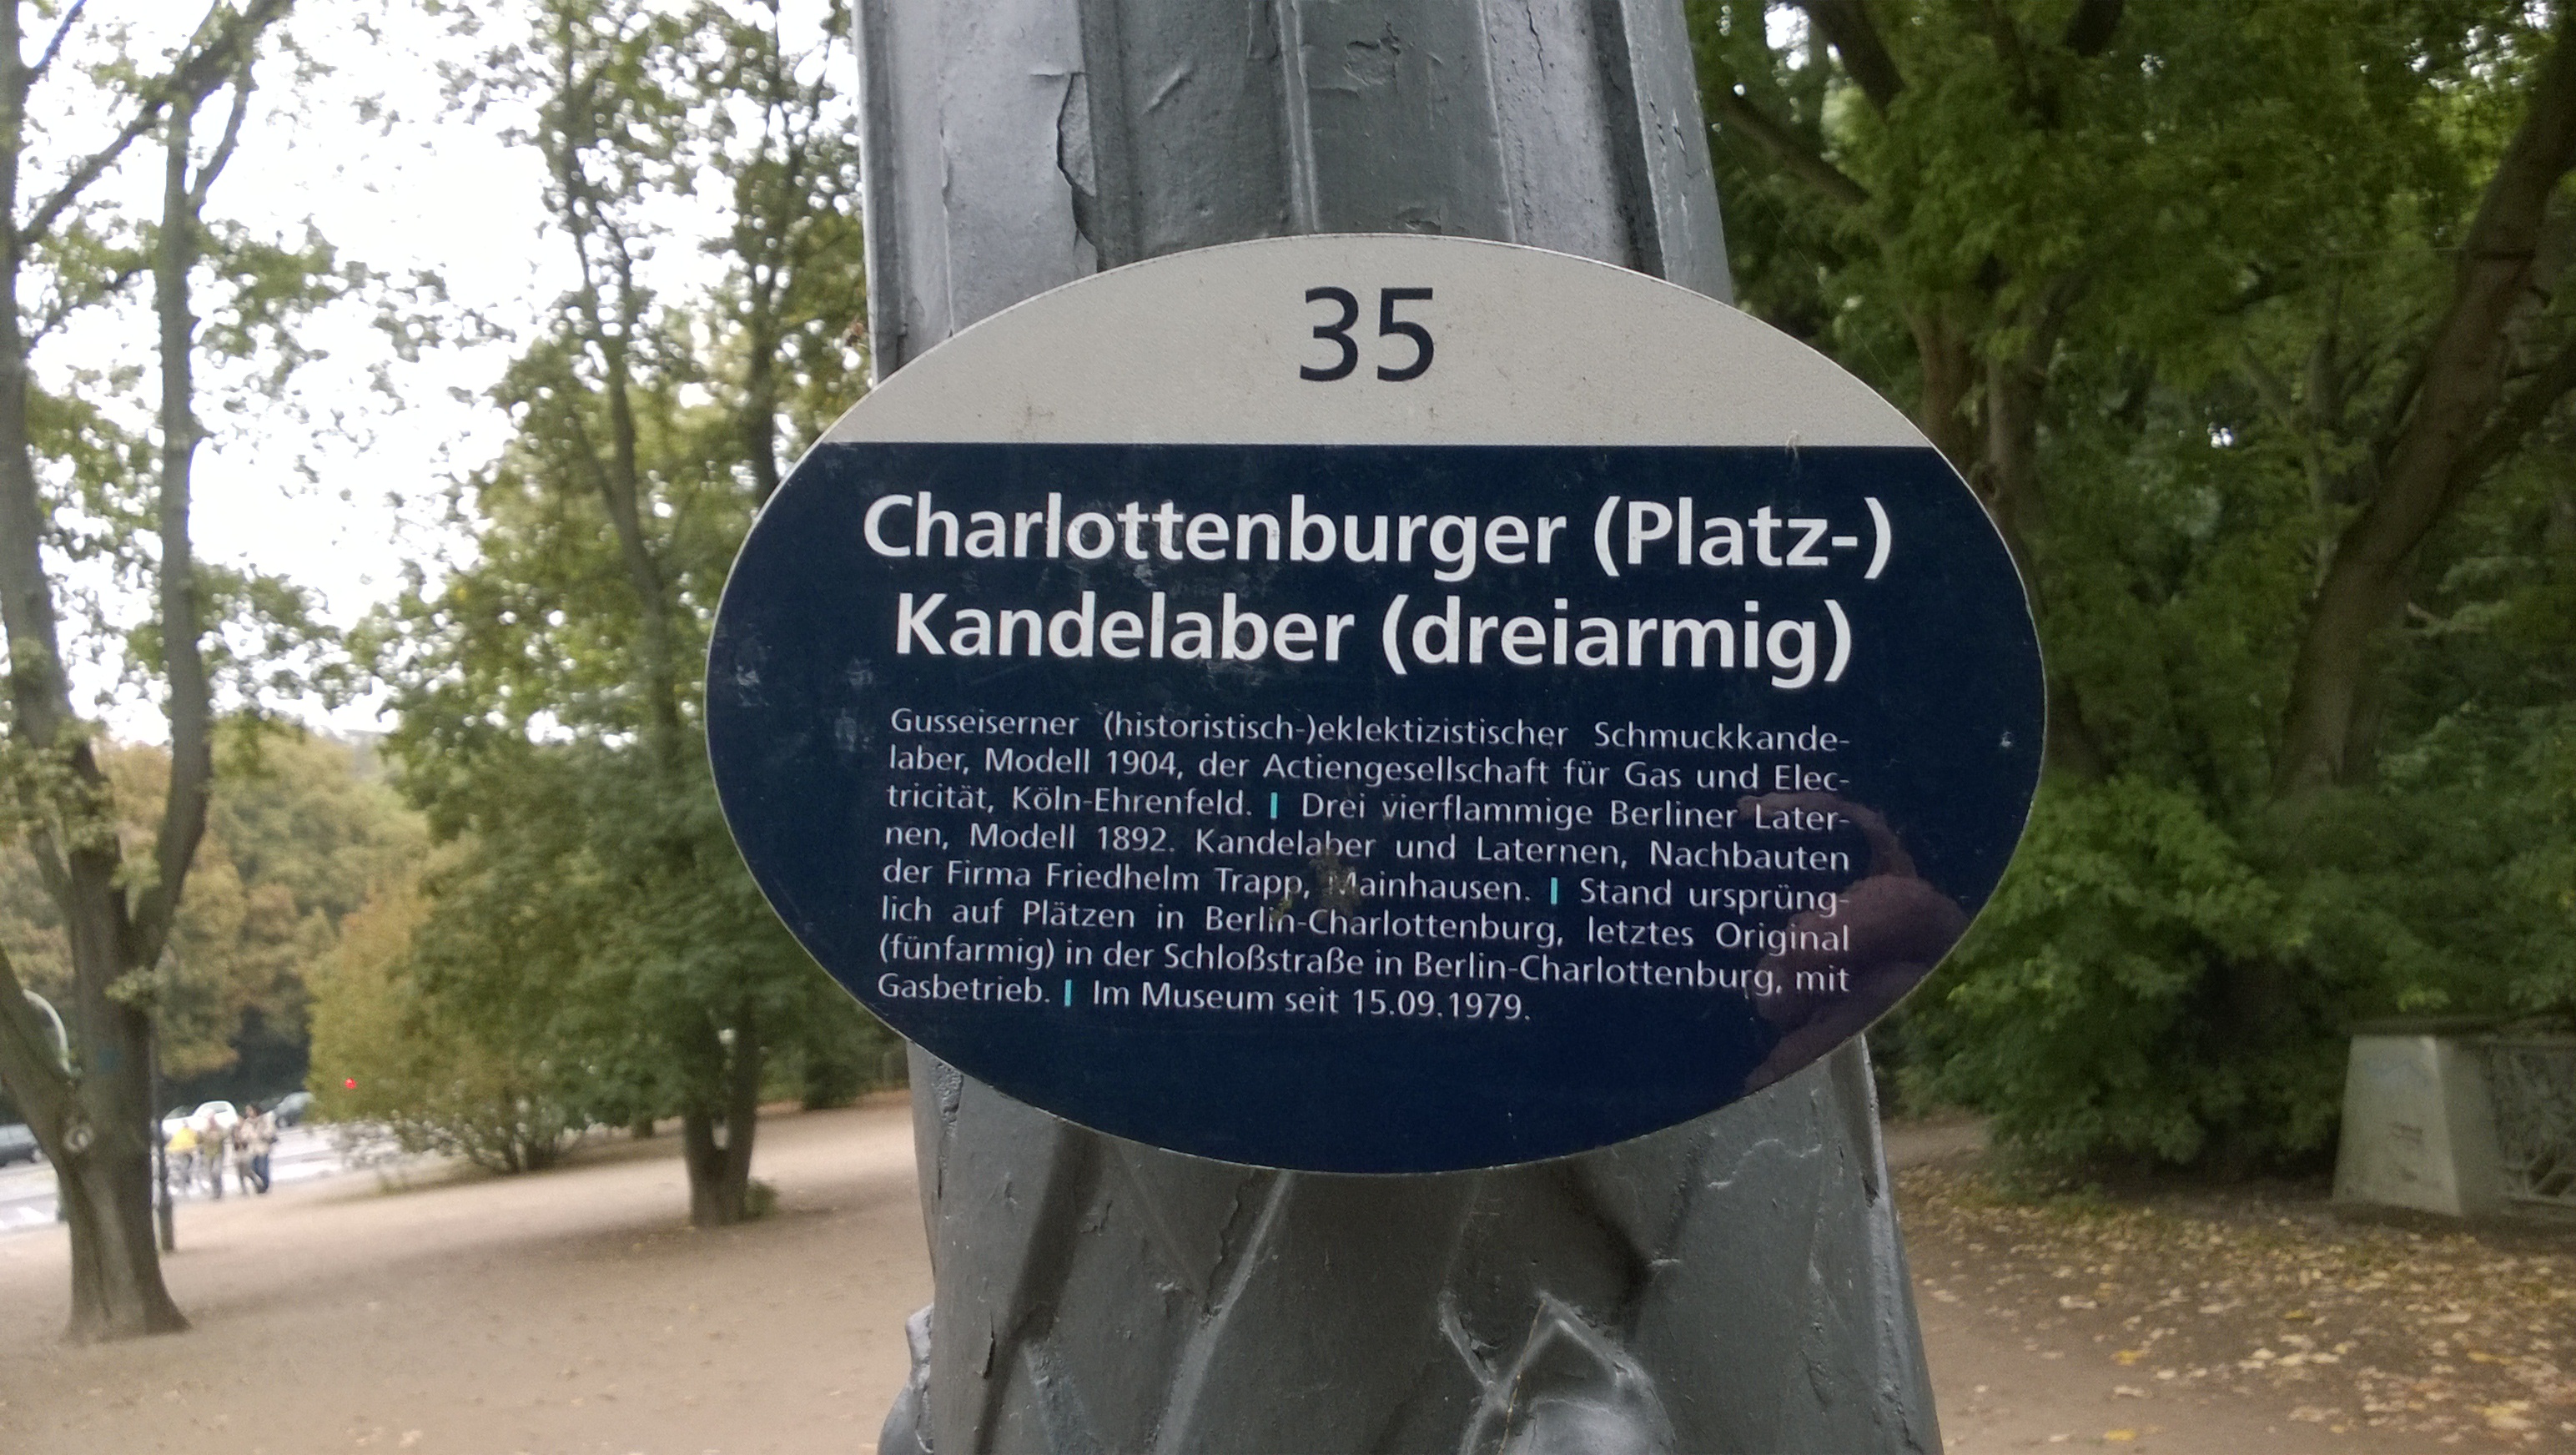 35
Charlottenburger (Platz-)
Kandelaber (dreiarmig)
Gusseiserner (historistisch-)eklektizistischer Schmuckkande-
laber, Modell 1904, der Actiengesellschaft für Gas und Elec-
tricität, Köln-Ehrenfeld. | Drei vierflammige Berliner Later-
nen, Modell 1892. Kandelaber und Laternen, Nachbauten
der Firma Friedhelm Trapp, Mainhausen. | Stand ursprüng-
lich auf Plätzen in Berlin-Charlottenburg, letztes Original
(fünfarmig) in der Schloßstraße in Berlin-Charlottenburg, mit
Gasbetrieb. | Im Museum seit 15.09.1979.